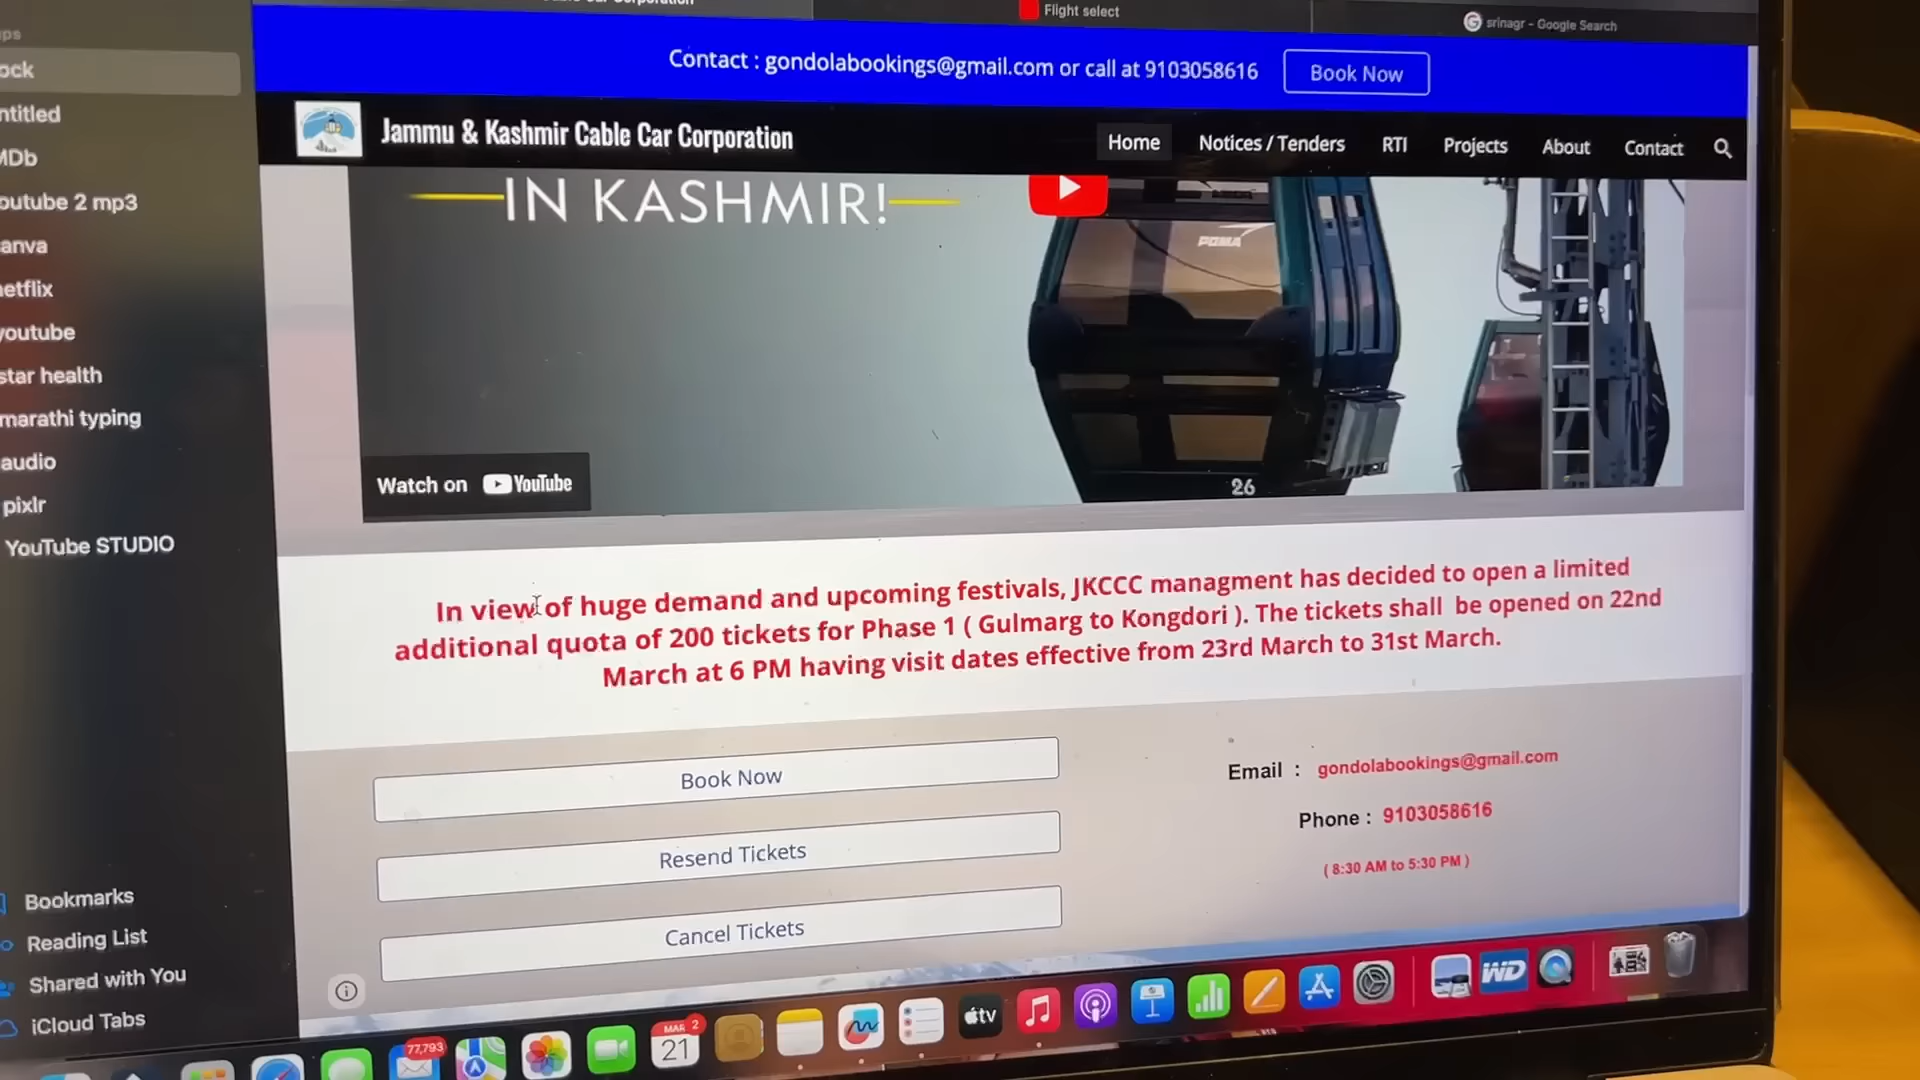 Flight select
srinagr - Google Search
Contact : gondolabookings@gmail.com or call at 9103058616
Book Now
Jammu & Kashmir Cable Car Corporation
Home
Notices / Tenders
RTI
Projects
About
Contact
IN KASHMIR!
POMA
26
Watch on YouTube
In view of huge demand and upcoming festivals, JKCCC managment has decided to open a limited
additional quota of 200 tickets for Phase 1 ( Gulmarg to Kongdori ). The tickets shall be opened on 22nd
March at 6 PM having visit dates effective from 23rd March to 31st March.
Book Now
Resend Tickets
Cancel Tickets
Email : gondolabookings@gmail.com
Phone : 9103058616
( 8:30 AM to 5:30 PM )
ock
ntitled
MDb
outube 2 mp3
anva
netflix
youtube
star health
marathi typing
audio
pixlr
YouTube STUDIO
Bookmarks
Reading List
Shared with You
iCloud Tabs
77,793
MAR 2
21
tv
WD